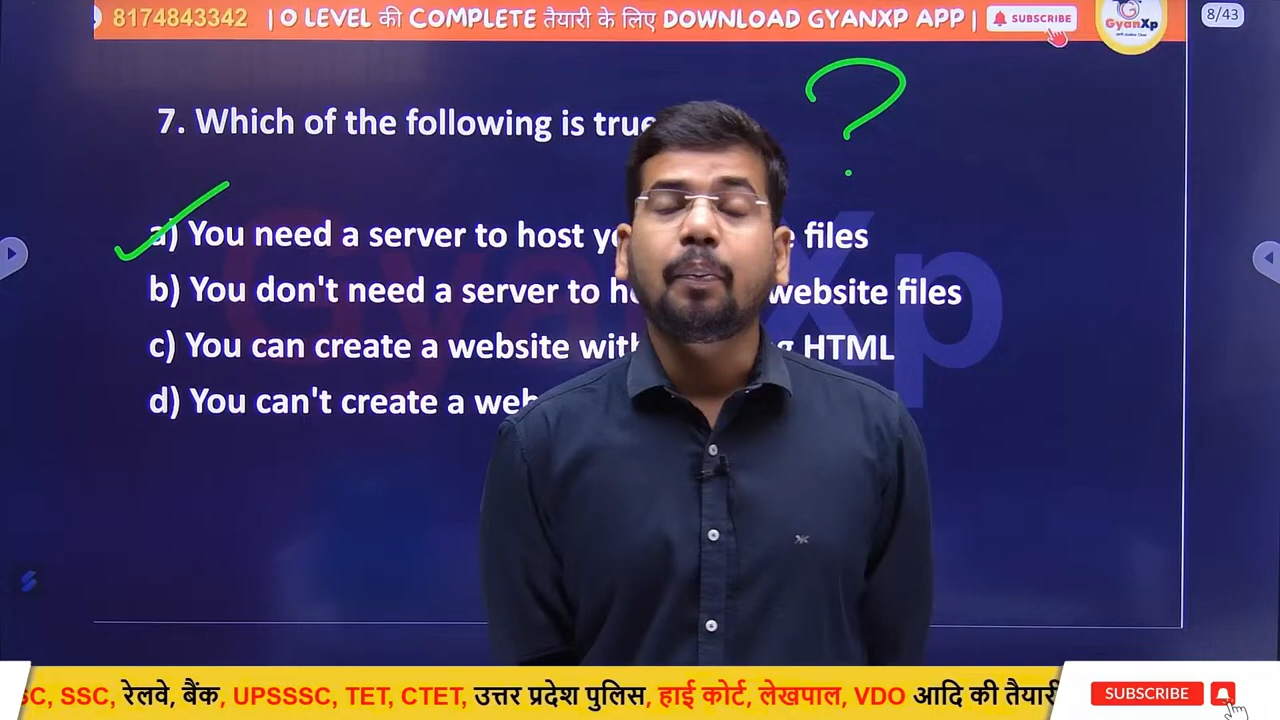 8174843342 | O LEVEL की COMPLETE तैयारी के लिए DOWNLOAD GYANXP APP |
SUBSCRIBE
GyanXp
8/43
7. Which of the following is true
?
a) You need a server to host files
b) You don't need a server to website files
c) You can create a website HTML
d) You can't create a
SC, SSC, रेलवे, बैंक, UPSSSC, TET, CTET, उत्तर प्रदेश पुलिस, हाई कोर्ट, लेखपाल, VDO आदि की तैयारी
SUBSCRIBE